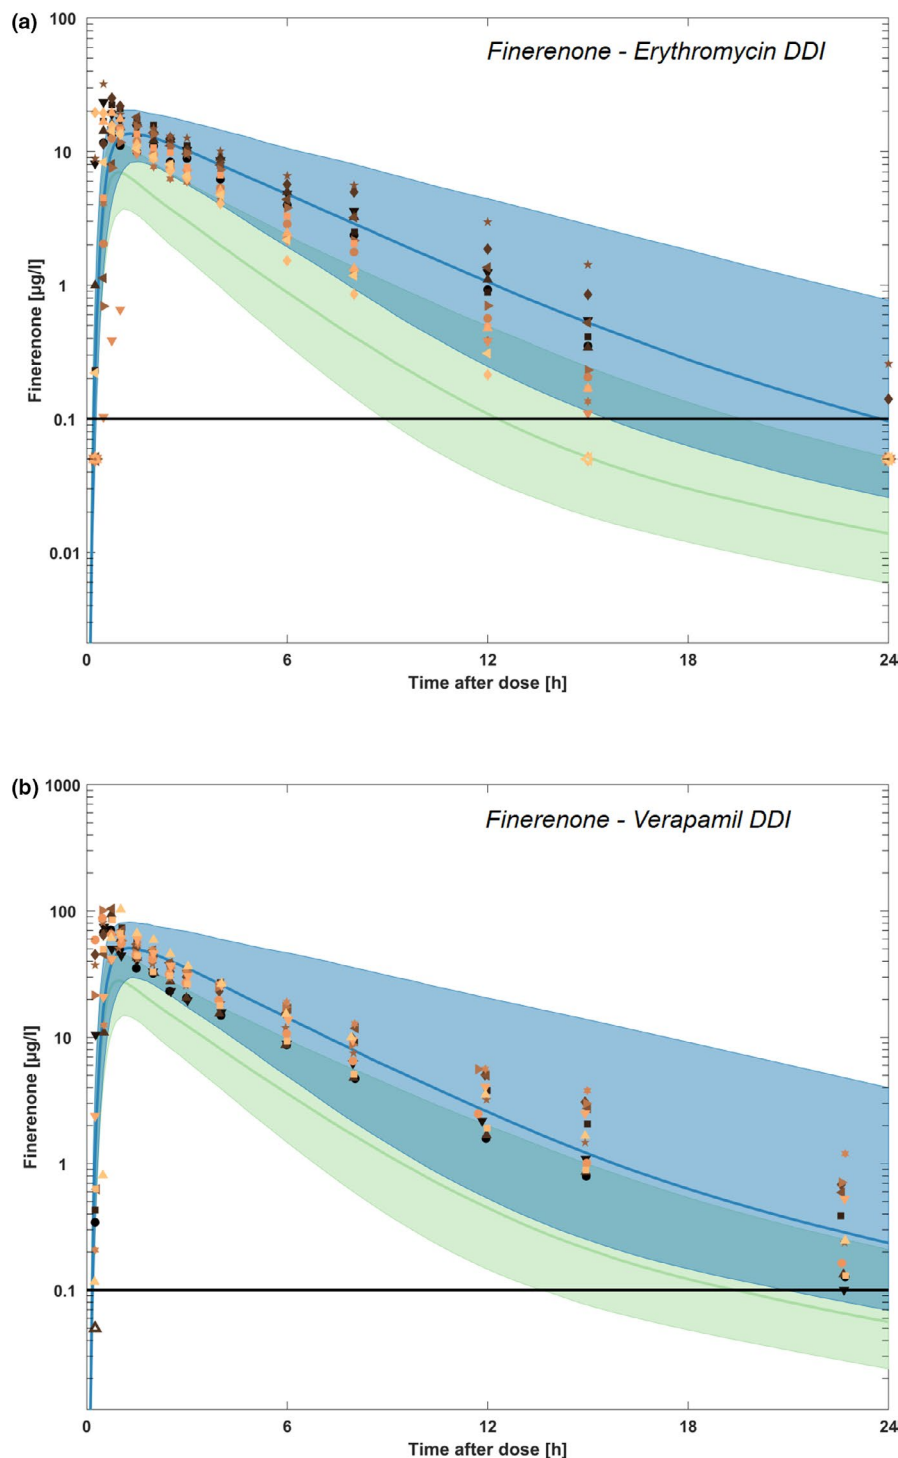 (a)
Finerenone - Erythromycin DDI
Finerenone [µg/l]
100
10
1
0.1
0.01
0
6
12
18
24
Time after dose [h]
(b)
Finerenone - Verapamil DDI
Finerenone [µg/l]
1000
100
10
1
0.1
0
6
12
18
24
Time after dose [h]